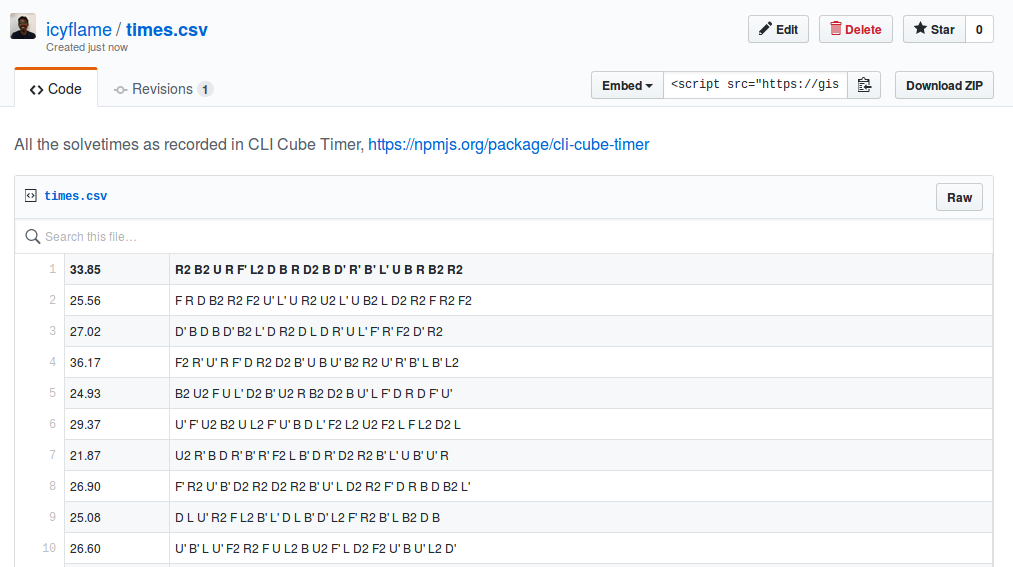 icyflame / times.csv
Created just now
Edit Delete Star 0
Code Revisions 1
Embed <script src="https://gis Download ZIP
All the solvetimes as recorded in CLI Cube Timer, https://npmjs.org/package/cli-cube-timer
times.csv Raw
Search this file…
1 33.85 R2 B2 U R F' L2 D B R D2 B D' R' B' L' U B R B2 R2
2 25.56 F R D B2 R2 F2 U' L' U R2 U2 L' U B2 L D2 R2 F R2 F2
3 27.02 D' B D B D' B2 L' D R2 D L D R' U L' F' R' F2 D' R2
4 36.17 F2 R' U' R F' D R2 D2 B' U B U' B2 R2 U' R' B' L B' L2
5 24.93 B2 U2 F U L' D2 B' U2 R B2 D2 B U' L F' D R D F' U'
6 29.37 U' F' U2 B2 U L2 F' U' B D L' F2 L2 U2 F2 L F L2 D2 L
7 21.87 U2 R' B D R' B' R' F2 L B' D R' D2 R2 B' L' U B' U' R
8 26.90 F' R2 U' B' D2 R2 D2 R2 B' U' L D2 R2 F' D R B D B2 L'
9 25.08 D L U' R2 F L2 B' L' D L B' D' L2 F' R2 B' L B2 D B
10 26.60 U' B' L U' F2 R2 F U L2 B U2 F' L D2 F2 U' B U' L2 D'